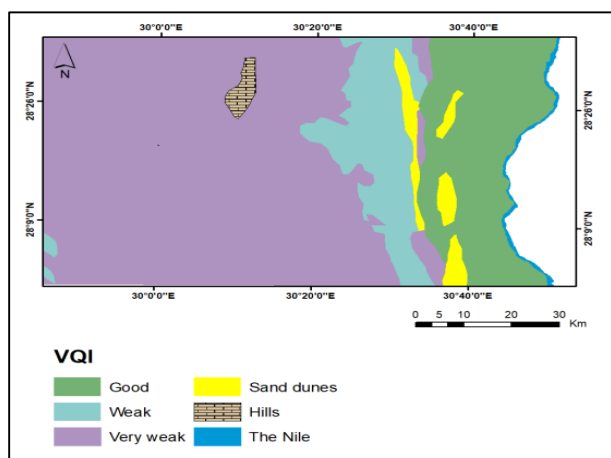 30°0'0"E 30°20'0"E 30°40'0"E
N
28°26'0"N 28°26'0"N
28°9'0"N 28°9'0"N
30°0'0"E 30°20'0"E 30°40'0"E
0 5 10 20 30
Km
VQI
Good Sand dunes
Weak Hills
Very weak The Nile